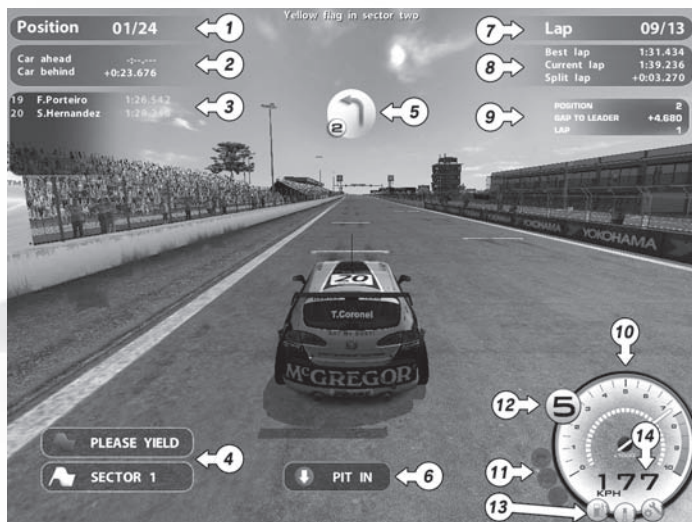 Yellow flag in sector two
Position 01/24
1
Car ahead -:--.---
Car behind +0:23.676
2
19 F.Porteiro 1:26.542
20 S.Hernandez
3
2
5
7
Lap 09/13
8
Best lap 1:31.434
Current lap 1:39.236
Split lap +0:03.270
9
POSITION 2
GAP TO LEADER +4.680
LAP 1
YOKOHAMA
YOKOHAMA
20
T.Coronel
McGREGOR
PLEASE YIELD
SECTOR 1
4
PIT IN
6
10
12
5
14
11
177
KPH
13